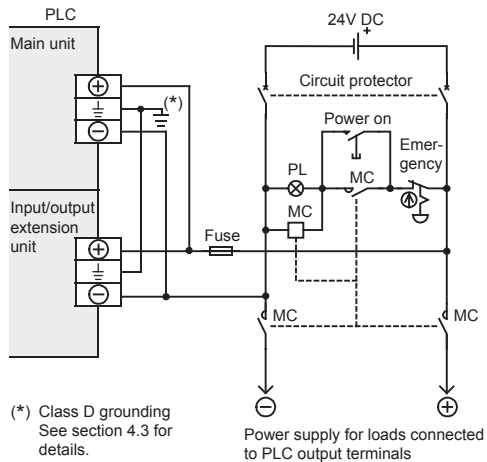 PLC
24V DC
+
Main unit
Circuit protector
(*)
Power on
Emer-
gency
PL
MC
MC
Input/output
extension
unit
Fuse
MC
MC
(*) Class D grounding
See section 4.3 for
details.
Power supply for loads connected
to PLC output terminals